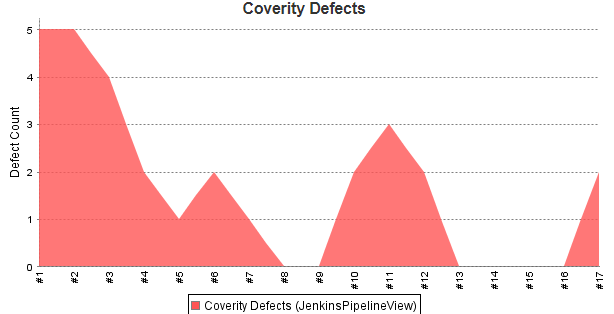 Coverity Defects
Defect Count
5
4
3
2
1
0
#1 #2 #3 #4 #5 #6 #7 #8 #9 #10 #11 #12 #13 #14 #15 #16 #17
Coverity Defects (JenkinsPipelineView)